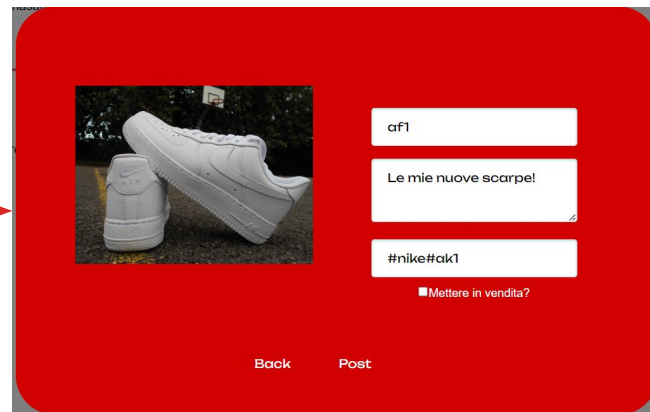 af1
Le mie nuove scarpe!
#nike#ak1
Mettere in vendita?
Back
Post